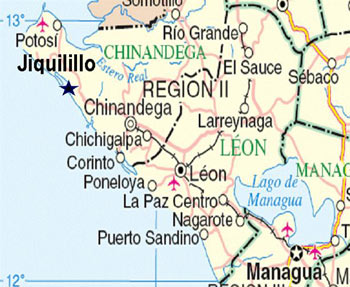 Somotillo
13°
Potosí
Río Grande
CHINANDEGA
Jiquilillo
Estero Real
El Sauce
Sébaco
REGION II
Chinandega
Larreynaga
Chichigalpa
LEÓN
Corinto
MANAG
Poneloya
Léon
Lago de
Managua
La Paz Centro
Nagarote
Puerto Sandino
T
Managua
12°
REGION III